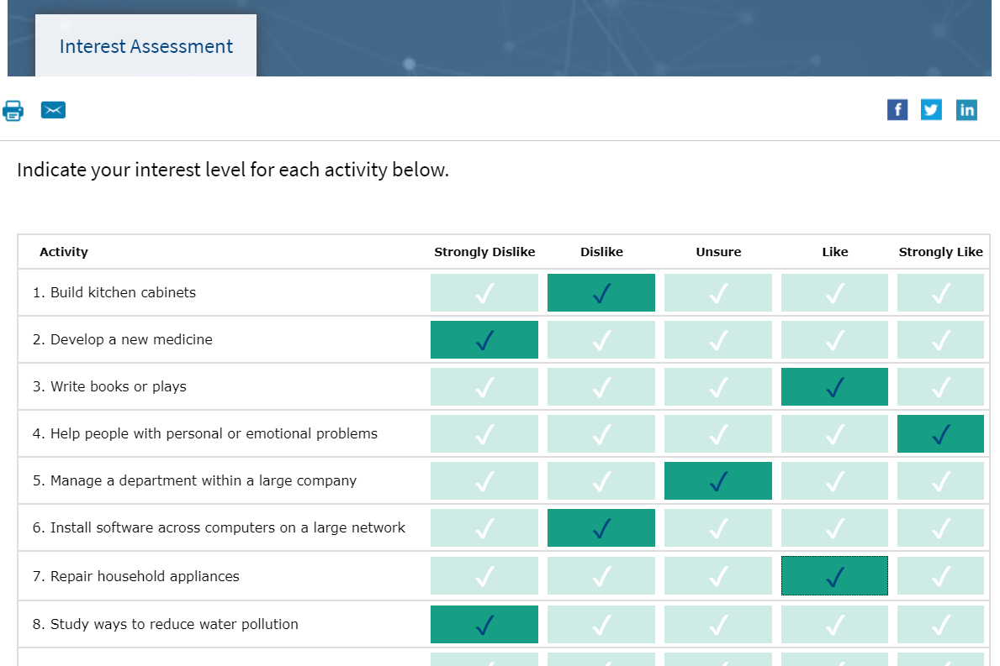 Interest Assessment
f in
Indicate your interest level for each activity below.
Activity Strongly Dislike Dislike Unsure Like Strongly Like
1. Build kitchen cabinets
2. Develop a new medicine
3. Write books or plays
4. Help people with personal or emotional problems
5. Manage a department within a large company
6. Install software across computers on a large network
7. Repair household appliances
8. Study ways to reduce water pollution